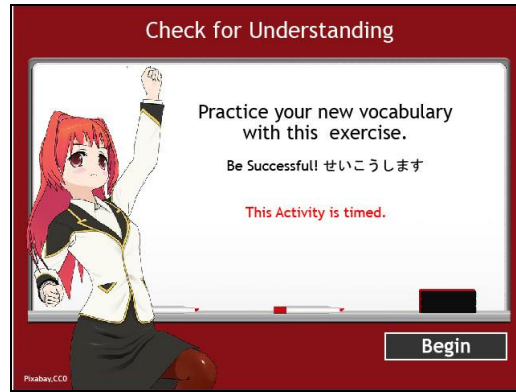 Check for Understanding
Practice your new vocabulary
with this exercise.
Be Successful! せいこうします
This Activity is timed.
Begin
Pixabay,CC0